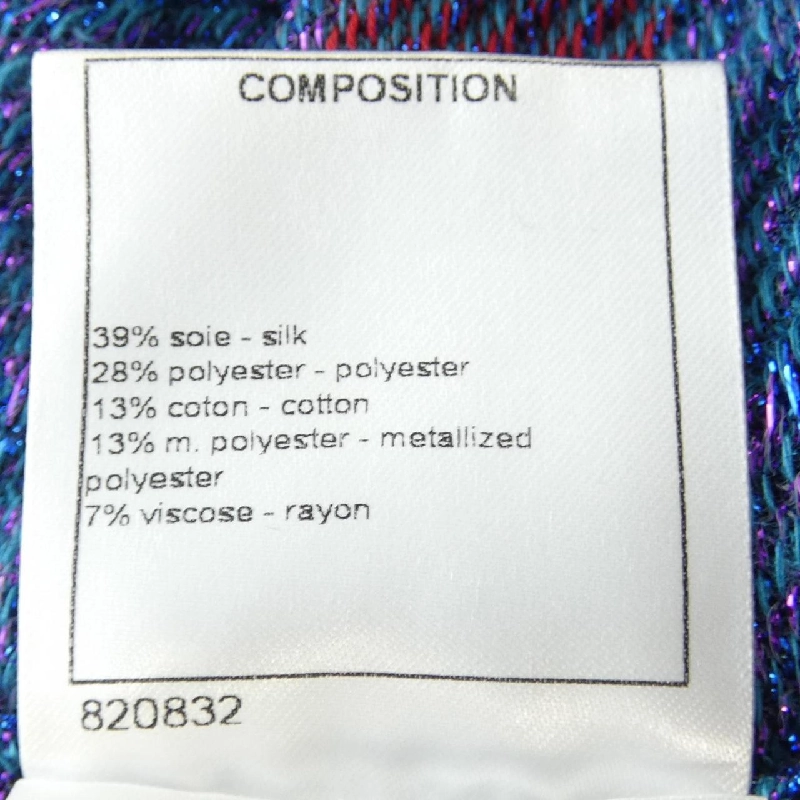 COMPOSITION
39% soie - silk
28% polyester - polyester
13% coton - cotton
13% m. polyester - metallized
polyester
7% viscose - rayon
820832